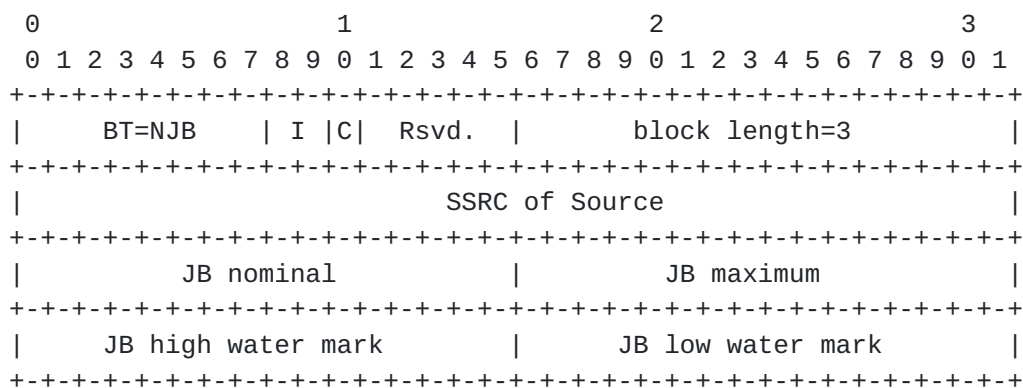 0                   1                   2                   3
 0 1 2 3 4 5 6 7 8 9 0 1 2 3 4 5 6 7 8 9 0 1 2 3 4 5 6 7 8 9 0 1
+-+-+-+-+-+-+-+-+-+-+-+-+-+-+-+-+-+-+-+-+-+-+-+-+-+-+-+-+-+-+-+-+
|     BT=NJB    | I |C|  Rsvd.  |       block length=3          |
+-+-+-+-+-+-+-+-+-+-+-+-+-+-+-+-+-+-+-+-+-+-+-+-+-+-+-+-+-+-+-+-+
|                           SSRC of Source                      |
+-+-+-+-+-+-+-+-+-+-+-+-+-+-+-+-+-+-+-+-+-+-+-+-+-+-+-+-+-+-+-+-+
|          JB nominal           |         JB maximum            |
+-+-+-+-+-+-+-+-+-+-+-+-+-+-+-+-+-+-+-+-+-+-+-+-+-+-+-+-+-+-+-+-+
|     JB high water mark        |      JB low water mark        |
+-+-+-+-+-+-+-+-+-+-+-+-+-+-+-+-+-+-+-+-+-+-+-+-+-+-+-+-+-+-+-+-+